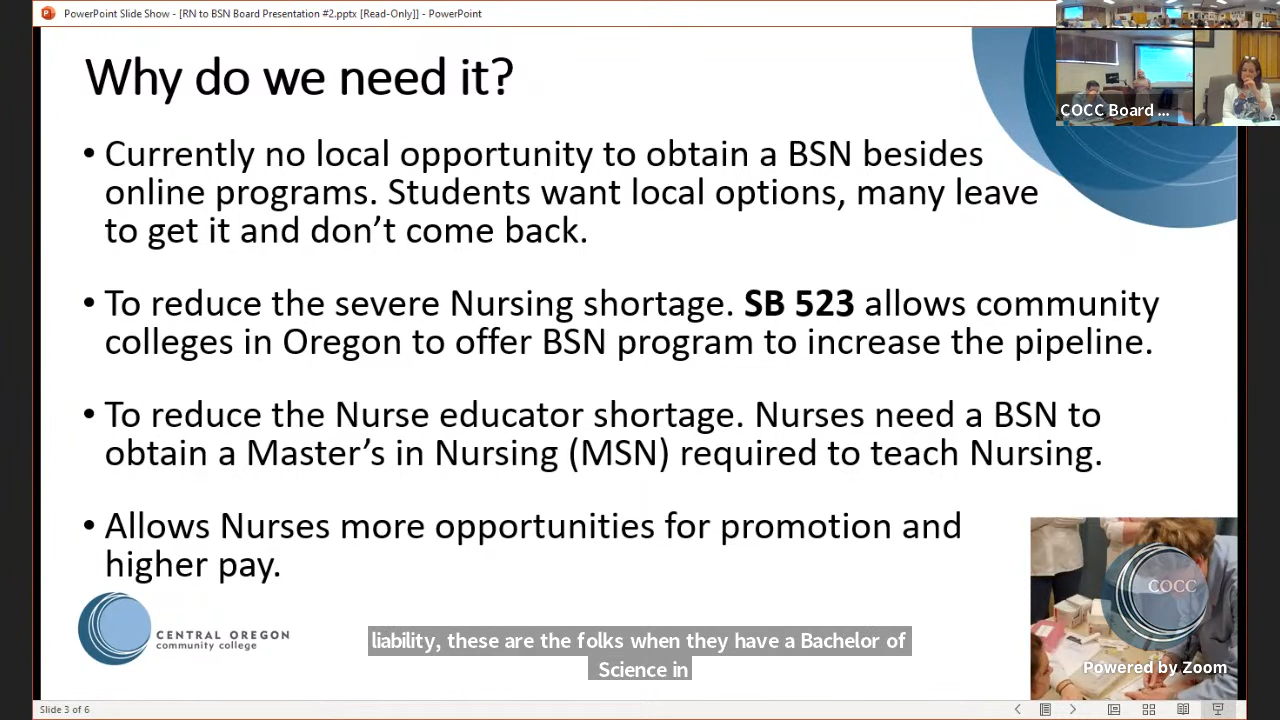 PowerPoint Slide Show - [RN to BSN Board Presentation #2.pptx [Read-Only]] - PowerPoint
COCC Board ...
Why do we need it?
• Currently no local opportunity to obtain a BSN besides
online programs. Students want local options, many leave
to get it and don’t come back.
• To reduce the severe Nursing shortage. SB 523 allows community
colleges in Oregon to offer BSN program to increase the pipeline.
• To reduce the Nurse educator shortage. Nurses need a BSN to
obtain a Master’s in Nursing (MSN) required to teach Nursing.
• Allows Nurses more opportunities for promotion and
higher pay.
COCC
CENTRAL OREGON
community college
liability, these are the folks when they have a Bachelor of
Science in
Powered by Zoom
Slide 3 of 6